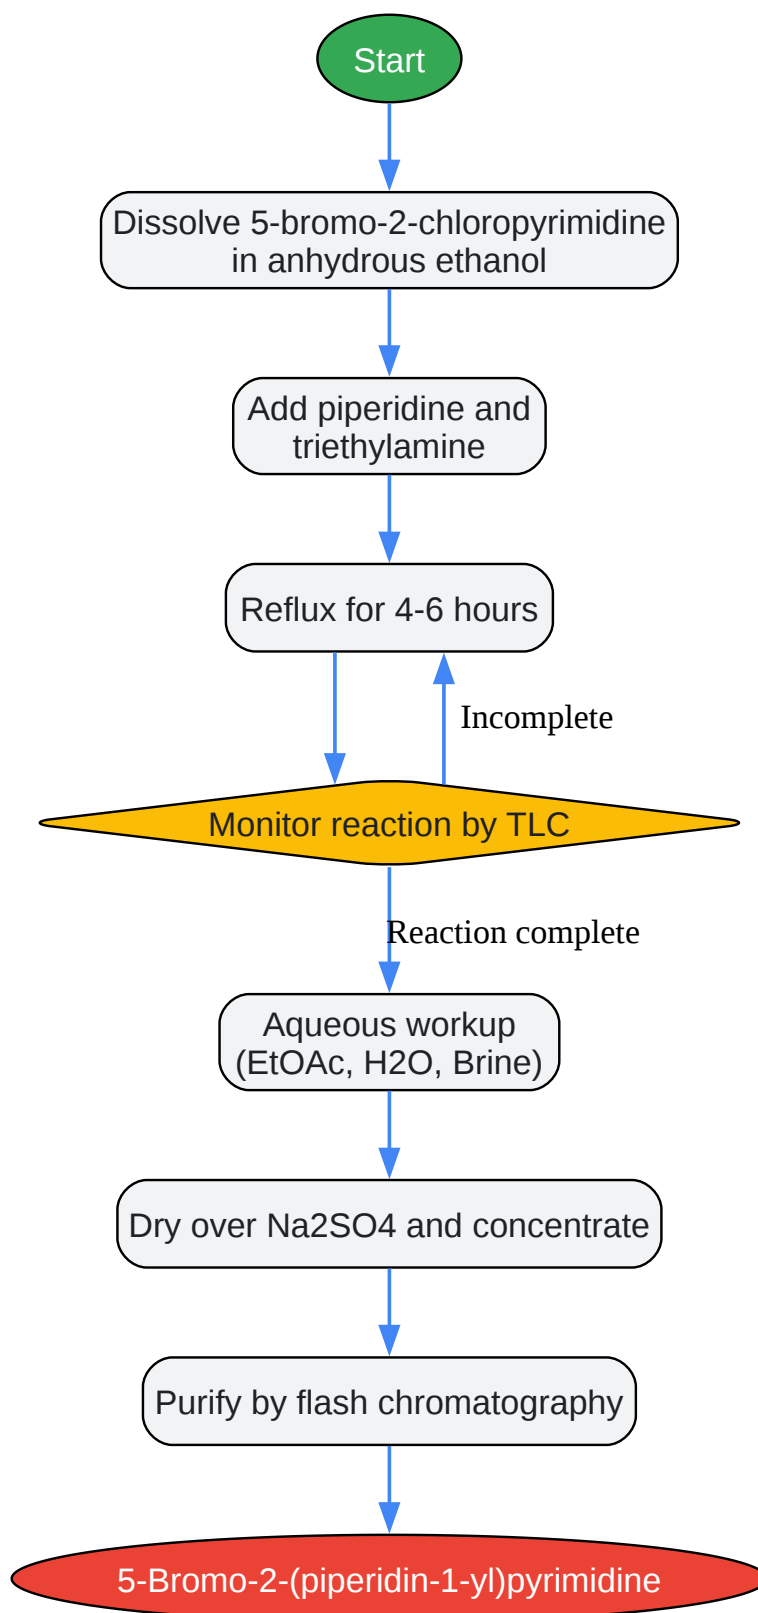 Start
Dissolve 5-bromo-2-chloropyrimidine
in anhydrous ethanol
Add piperidine and
triethylamine
Reflux for 4-6 hours
Incomplete
Monitor reaction by TLC
Reaction complete
Aqueous workup
(EtOAc, H2O, Brine)
Dry over Na2SO4 and concentrate
Purify by flash chromatography
5-Bromo-2-(piperidin-1-yl)pyrimidine